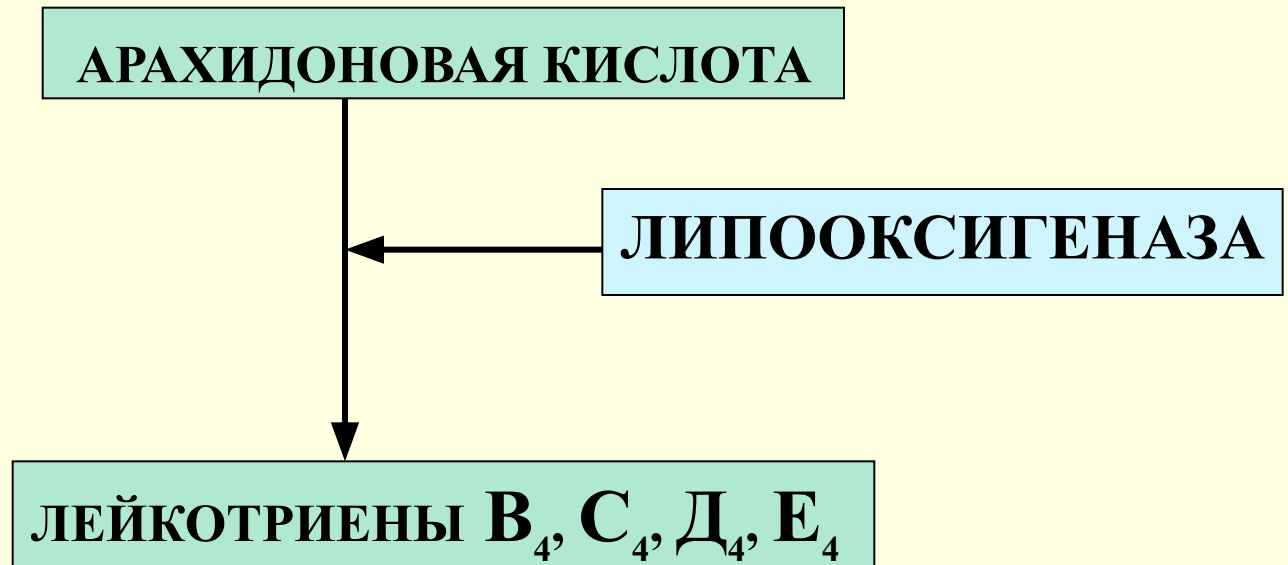 АРАХИДОНОВАЯ КИСЛОТА
ЛИПООКСИГЕНАЗА
ЛЕЙКОТРИЕНЫ В₄, С₄, Д₄, Е₄